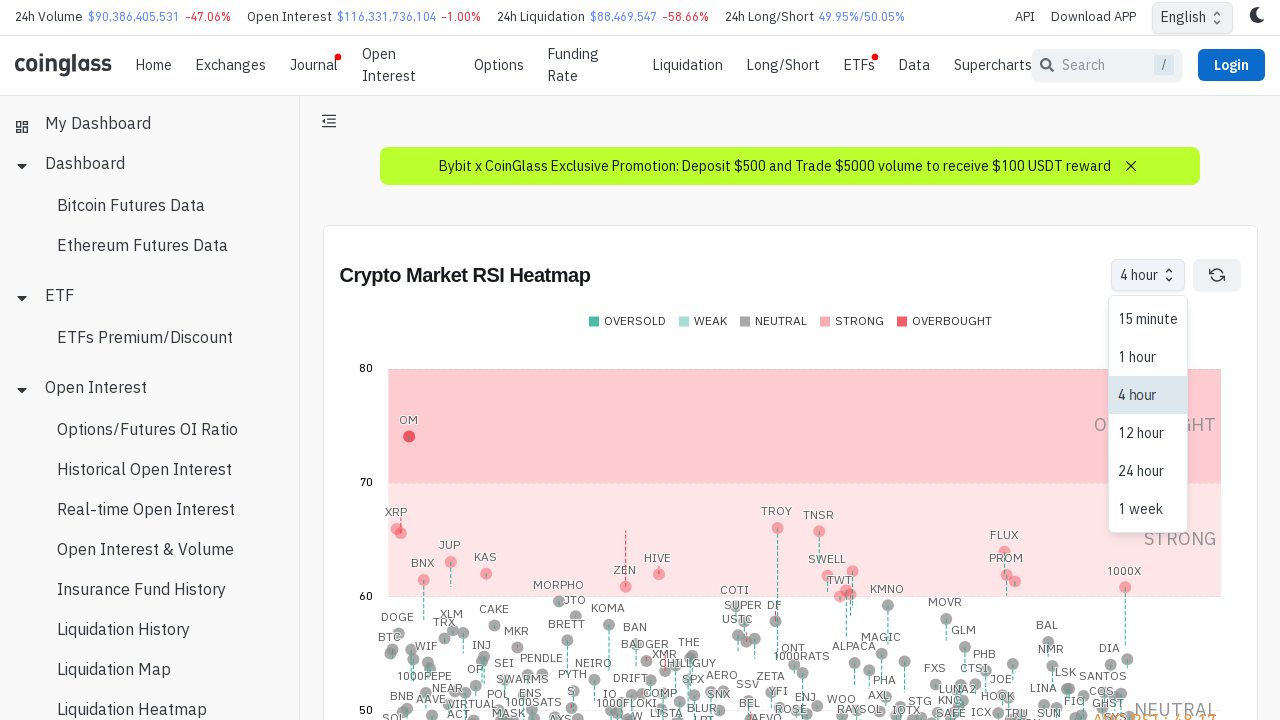 24h Volume $90,386,405,531 -47.06% Open Interest $116,331,736,104 -1.00% 24h Liquidation $88,469,547 -58.66% 24h Long/Short 49.95%/50.05% API Download APP English
coinglass Home Exchanges Journal Open Interest Options Funding Rate Liquidation Long/Short ETFs Data Supercharts Search / Login
My Dashboard
Dashboard
Bitcoin Futures Data
Ethereum Futures Data
ETF
ETFs Premium/Discount
Open Interest
Options/Futures OI Ratio
Historical Open Interest
Real-time Open Interest
Open Interest & Volume
Insurance Fund History
Liquidation History
Liquidation Map
Liquidation Heatmap
Bybit x CoinGlass Exclusive Promotion: Deposit $500 and Trade $5000 volume to receive $100 USDT reward
Crypto Market RSI Heatmap
4 hour
15 minute
1 hour
4 hour
12 hour
24 hour
1 week
OVERSOLD WEAK NEUTRAL STRONG OVERBOUGHT
80
OM
70
XRP TROY TNSR
STRONG
JUP FLUX
BNX KAS ZEN HIVE SWELL PROM 1000X
60
MORPHO JTO COTI TWT KMNO
DOGE XLM CAKE KOMA SUPER DF MOVR
TRX MKR BRETT BAN USTC GLM BAL
BTC WIF INJ BADGER THE MAGIC NMR DIA
SEI PENDLE NEIRO XMR CHILLGUY ONT 1000RATS ALPACA FXS CTSI PHB
1000PEPE OP SWARMS PYTH DRIFT SPX AERO ZETA PHA JOE LSK SANTOS
NEAR ENS S SSV YFI LUNA2 LINA COS
BNB AAVE POL 1000SATS IO COMP SNX ENJ WOO AXL STG KNC HOOK FIO GHST
VIRTUAL 1000FLOKI BLUR BEL ROSE
50 SOL ACT MASK AXS W LISTA AEVO RAYSOL JOTX SAFE ICX TRU SUN NEUTRAL